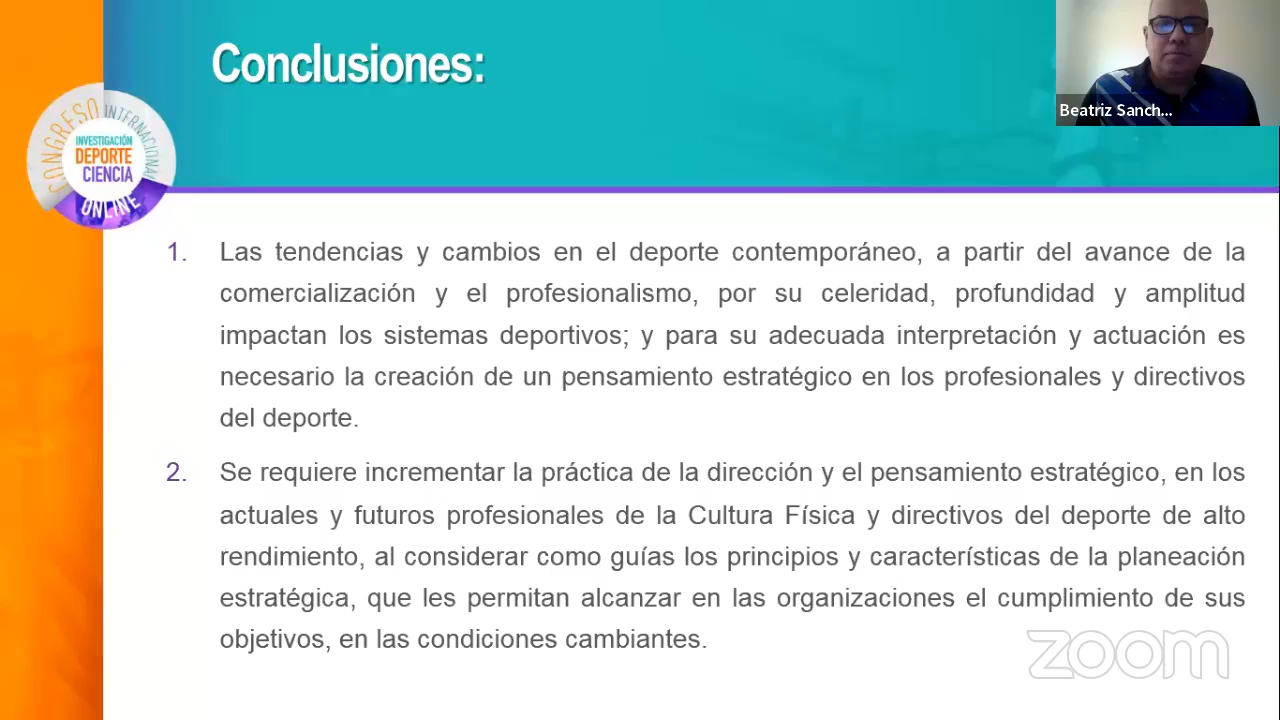 Conclusiones:
Beatriz Sanch...
CONGRESO INTERNACIONAL
INVESTIGACIÓN
DEPORTE
CIENCIA
ONLINE
1. Las tendencias y cambios en el deporte contemporáneo, a partir del avance de la
comercialización y el profesionalismo, por su celeridad, profundidad y amplitud
impactan los sistemas deportivos; y para su adecuada interpretación y actuación es
necesario la creación de un pensamiento estratégico en los profesionales y directivos
del deporte.
2. Se requiere incrementar la práctica de la dirección y el pensamiento estratégico, en los
actuales y futuros profesionales de la Cultura Física y directivos del deporte de alto
rendimiento, al considerar como guías los principios y características de la planeación
estratégica, que les permitan alcanzar en las organizaciones el cumplimiento de sus
objetivos, en las condiciones cambiantes.
zoom